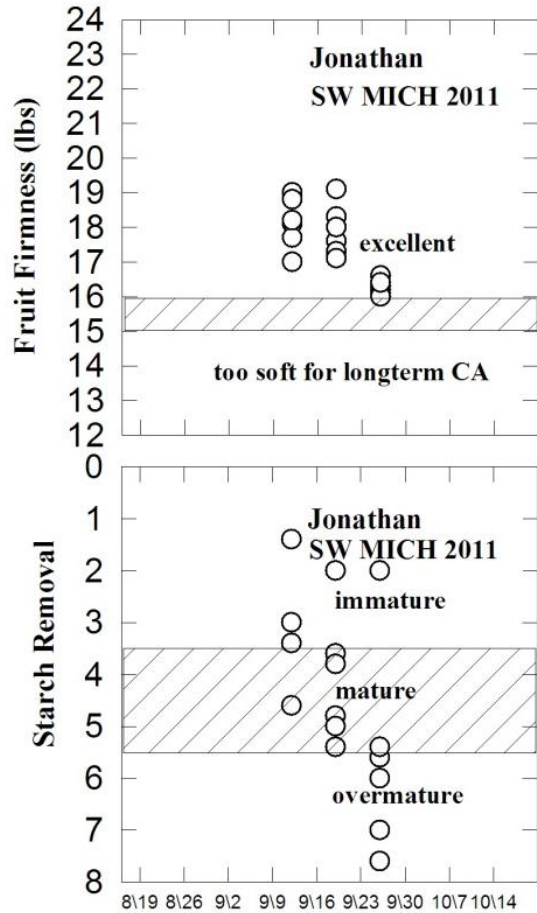 Fruit Firmness (lbs)
24
23
22
21
20
19
18
17
16
15
14
13
12
Jonathan
SW MICH 2011
excellent
too soft for longterm CA
Starch Removal
0
1
2
3
4
5
6
7
8
Jonathan
SW MICH 2011
immature
mature
overmature
8\19 8\26 9\2 9\9 9\16 9\23 9\30 10\7 10\14